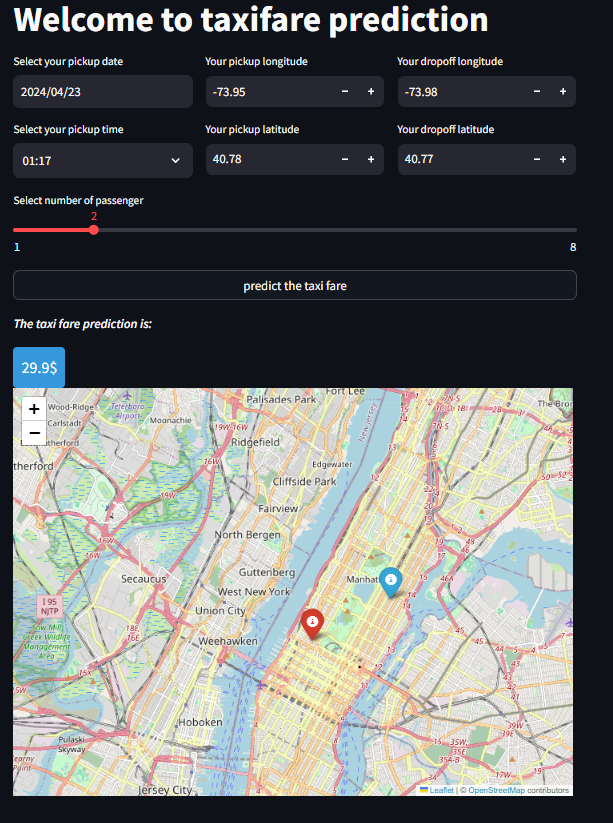 Welcome to taxifare prediction
Select your pickup date
Your pickup longitude
Your dropoff longitude
2024/04/23
-73.95
-73.98
Select your pickup time
Your pickup latitude
Your dropoff latitude
01:17
40.78
40.77
Select number of passenger
2
1
8
predict the taxi fare
The taxi fare prediction is:
29.9$
+
−
Fort Lee
Palisades Park
Wood-Ridge
Teterboro
Airport
Carlstadt
Moonachie
New Jersey
The Bron
Ridgefield
Edgewater
Cliffside Park
Fairview
North Bergen
Guttenberg
Secaucus
West New York
Manhat
I 95
NJTP
Union City
Saw Mill
Creek Wildlife
Management
Area
Weehawken
Hoboken
Pulaski
Skyway
Jersey City
Leaflet | © OpenStreetMap contributors